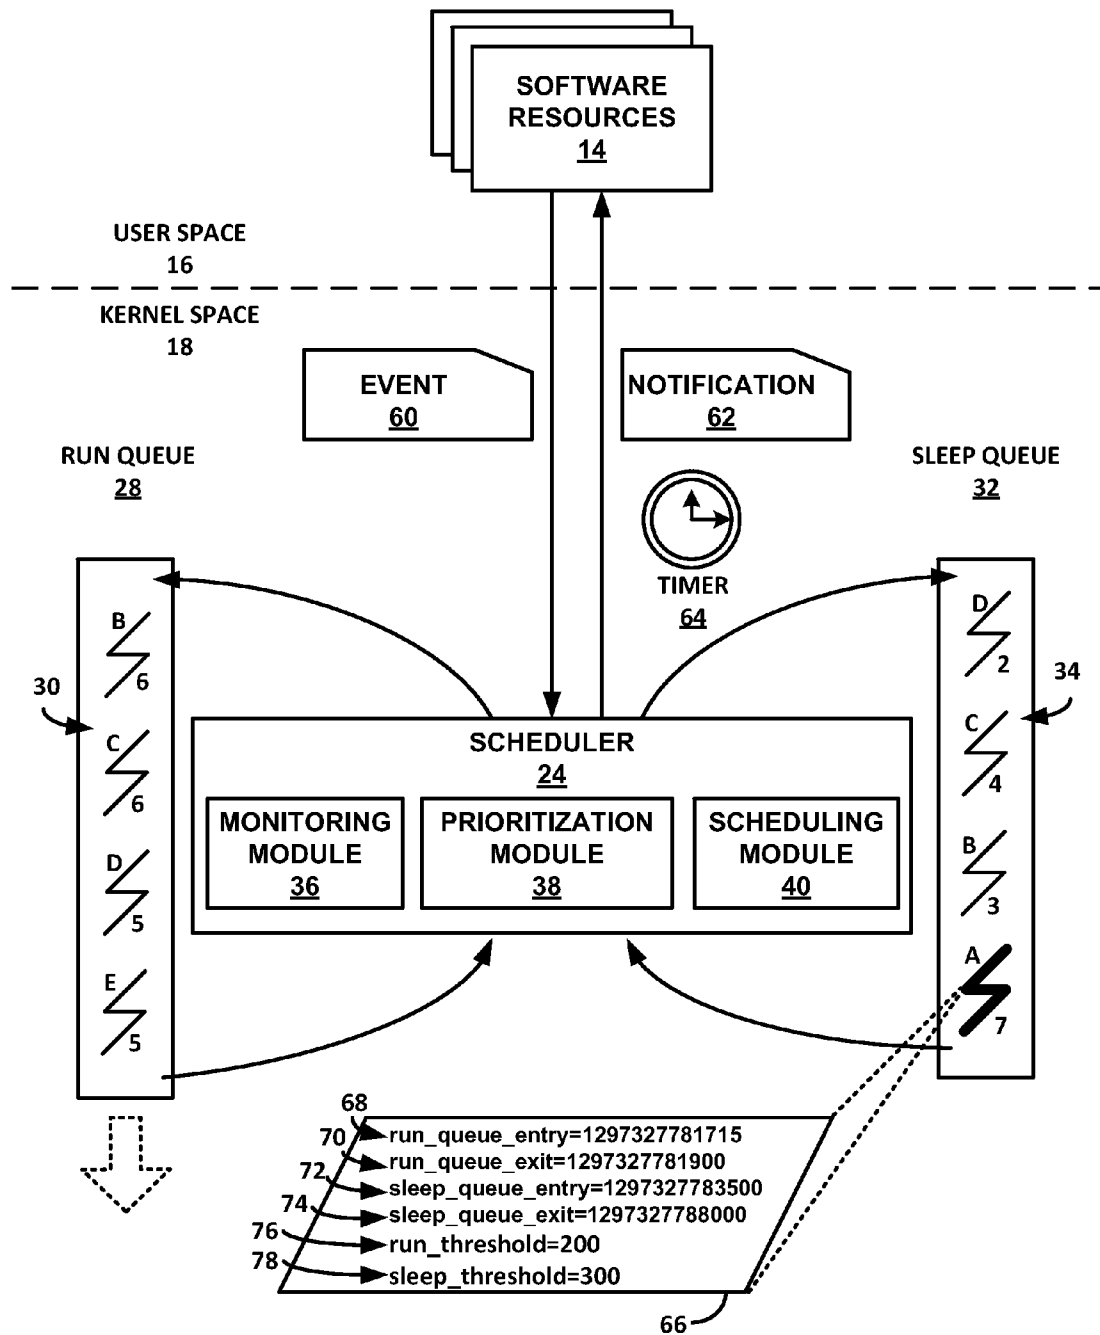 SOFTWARE
RESOURCES
14
USER SPACE
16
KERNEL SPACE
18
EVENT
60
NOTIFICATION
62
RUN QUEUE
28
SLEEP QUEUE
32
TIMER
64
B
6
C
6
D
5
E
5
30
D
2
C
4
B
3
A
7
34
SCHEDULER
24
MONITORING
MODULE
36
PRIORITIZATION
MODULE
38
SCHEDULING
MODULE
40
68
run_queue_entry=1297327781715
70
run_queue_exit=1297327781900
72
sleep_queue_entry=1297327783500
74
sleep_queue_exit=1297327788000
76
run_threshold=200
78
sleep_threshold=300
66